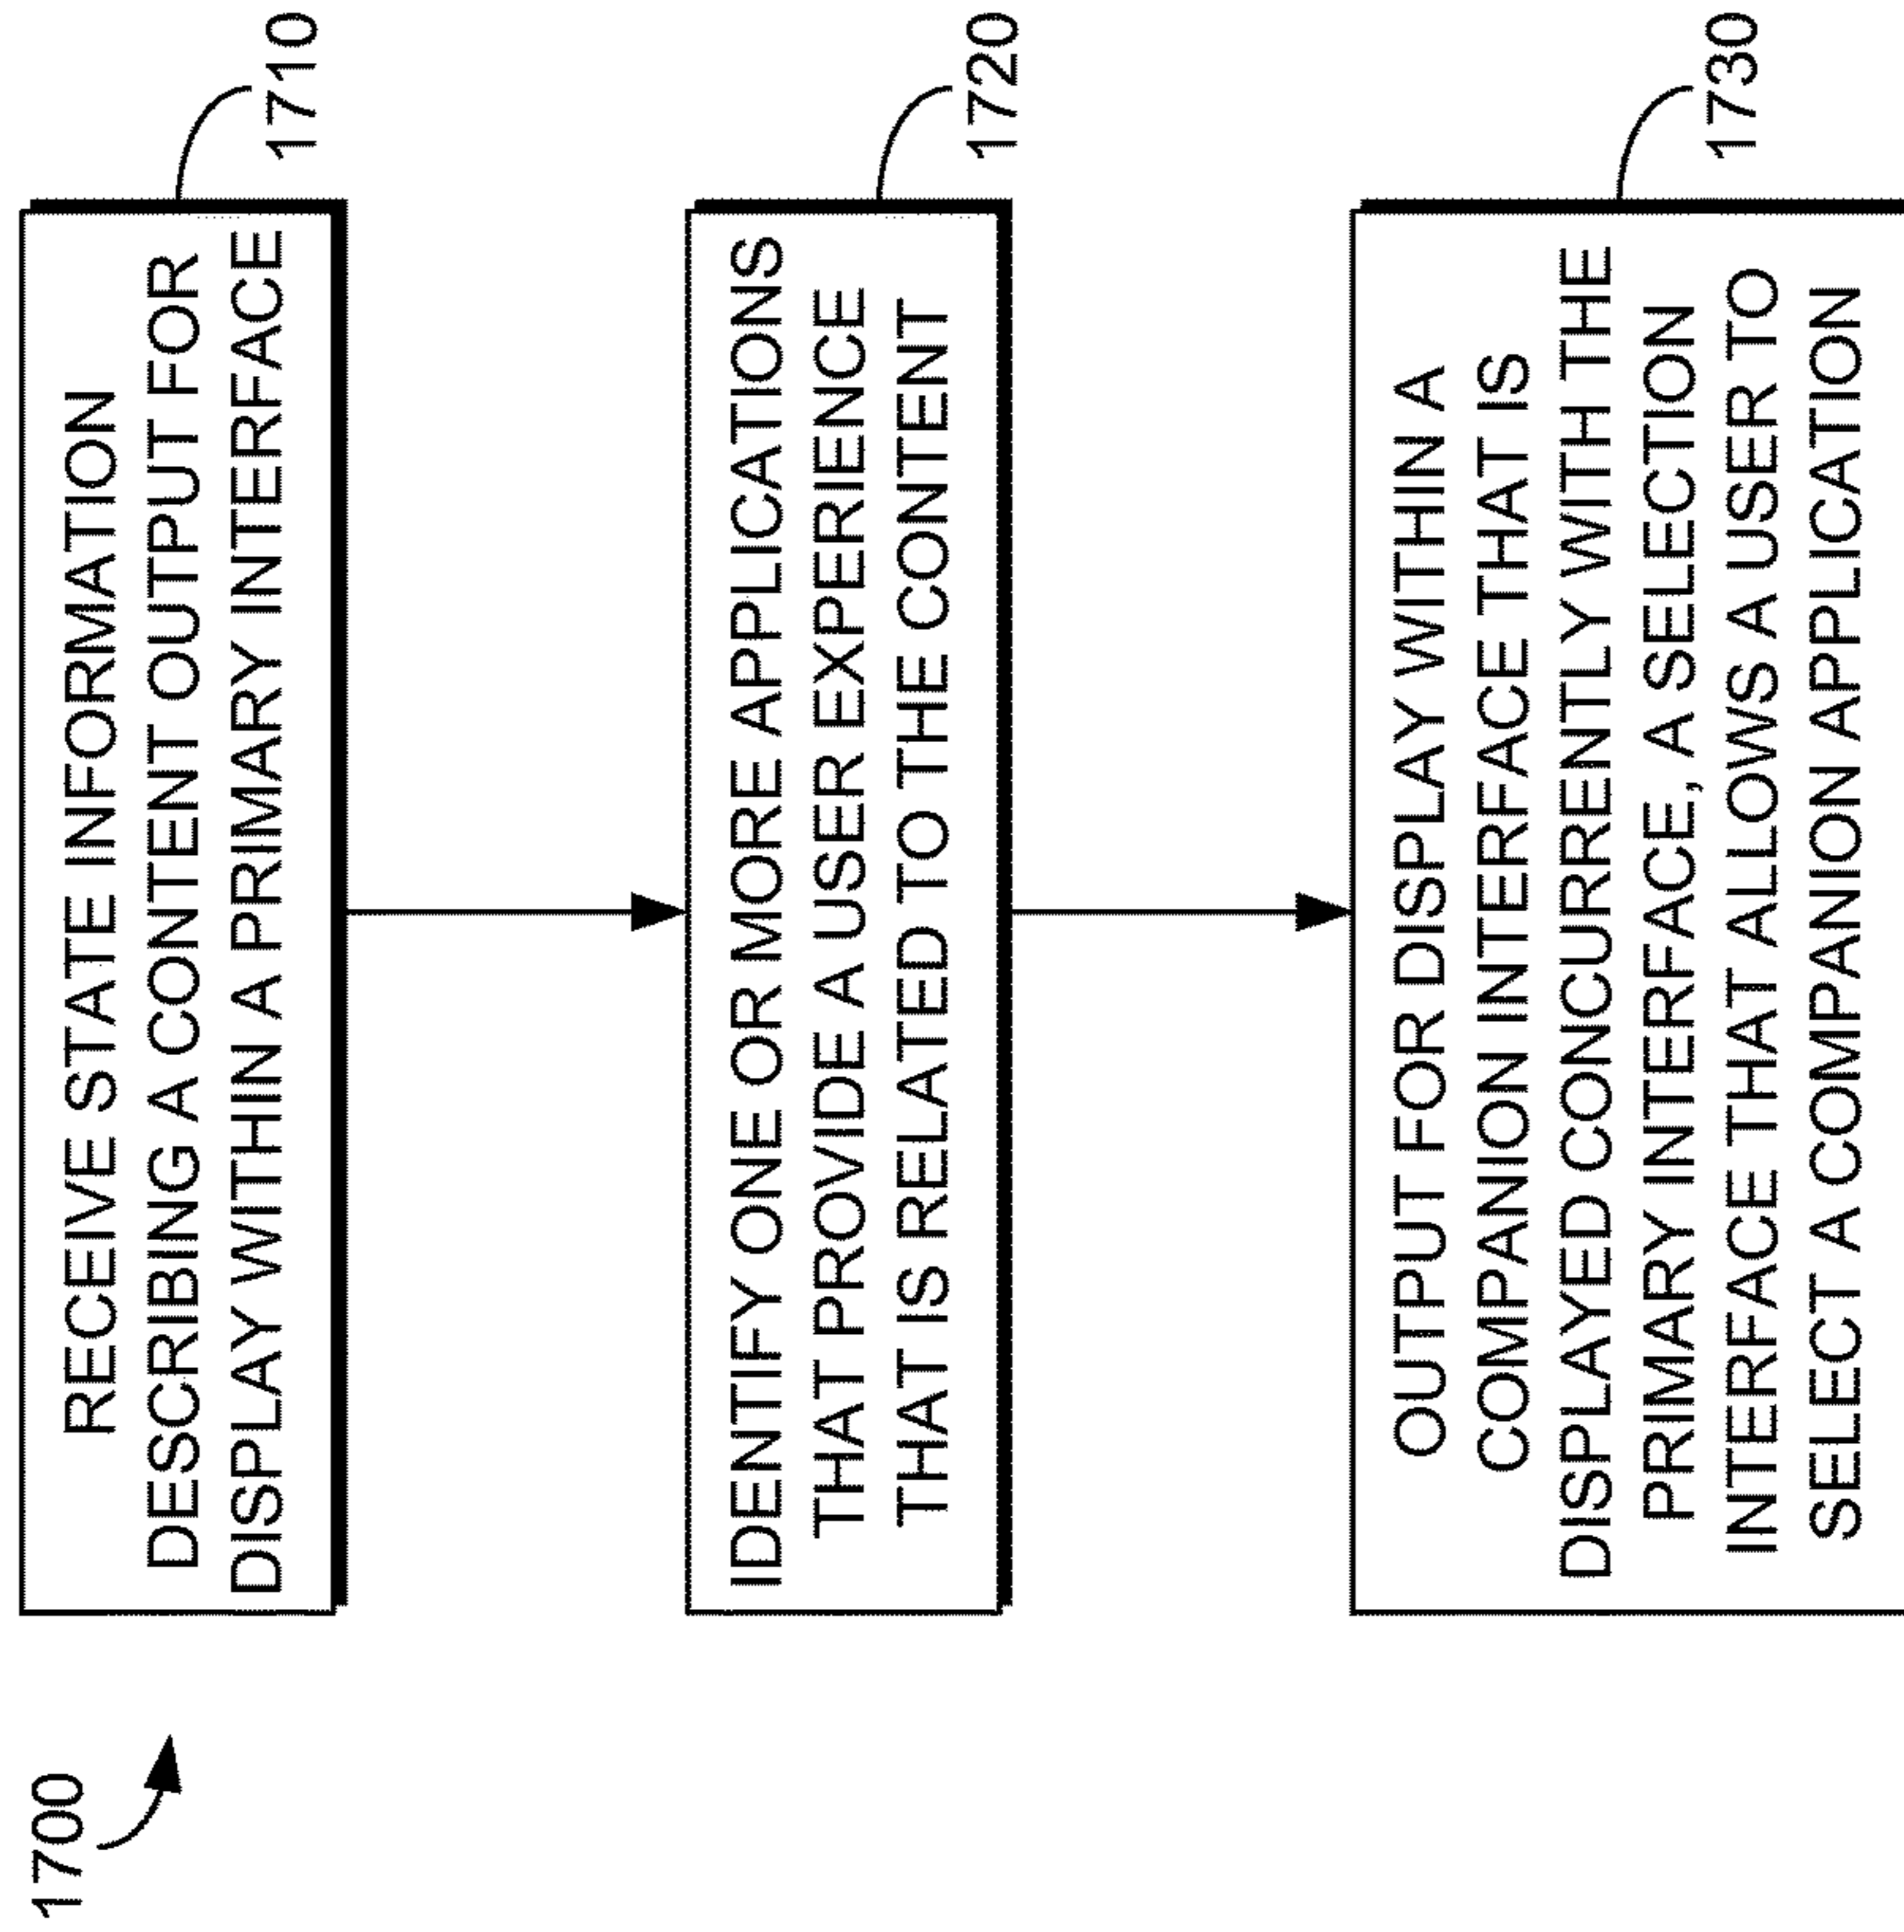 1700
RECEIVE STATE INFORMATION
DESCRIBING A CONTENT OUTPUT FOR
DISPLAY WITHIN A PRIMARY INTERFACE
1710
IDENTIFY ONE OR MORE APPLICATIONS
THAT PROVIDE A USER EXPERIENCE
THAT IS RELATED TO THE CONTENT
1720
OUTPUT FOR DISPLAY WITHIN A
COMPANION INTERFACE THAT IS
DISPLAYED CONCURRENTLY WITH THE
PRIMARY INTERFACE, A SELECTION
INTERFACE THAT ALLOWS A USER TO
SELECT A COMPANION APPLICATION
1730